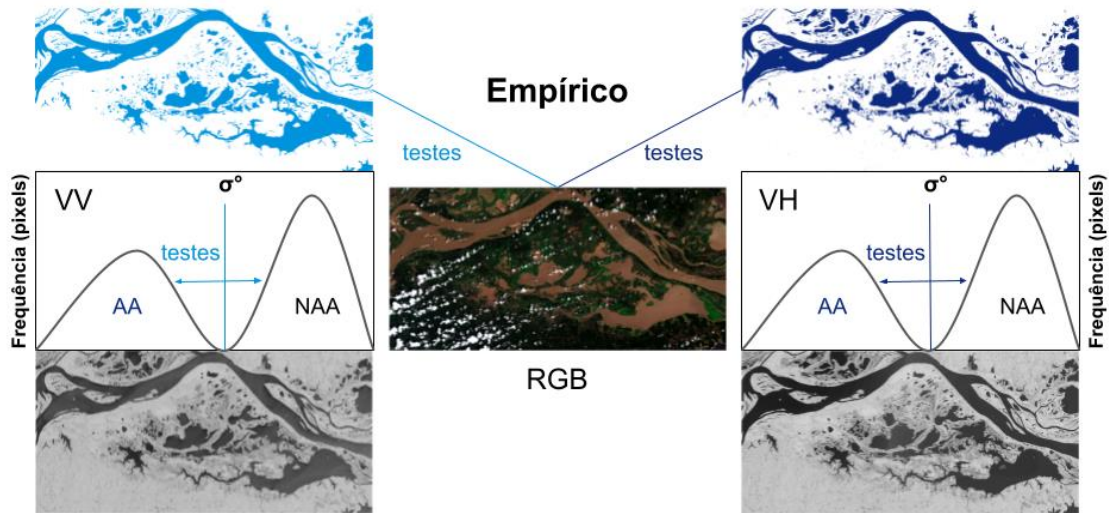 Empírico
testes
testes
Frequência (pixels)
VV
σ°
testes
AA
NAA
RGB
VH
σ°
testes
AA
NAA
Frequência (pixels)